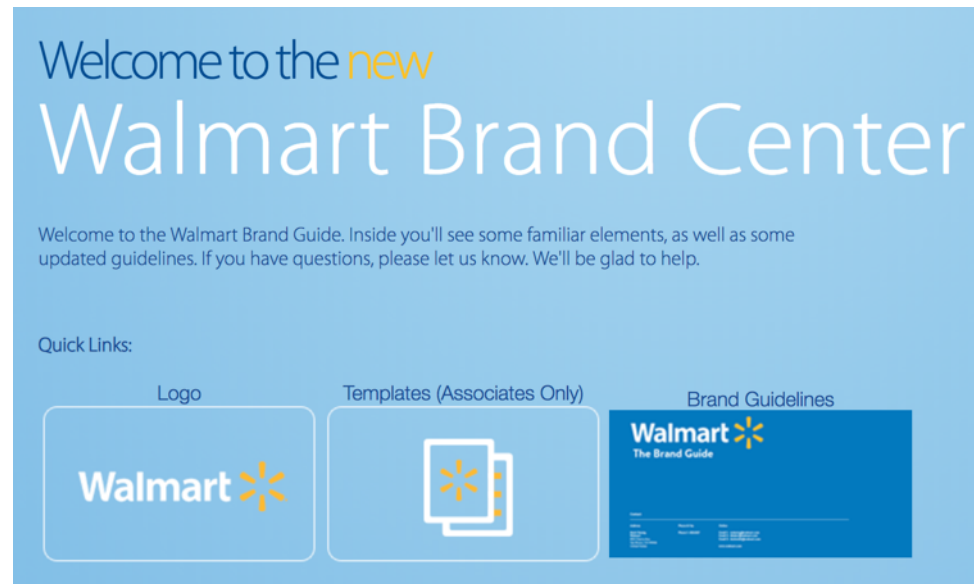 Welcome to the new
Walmart Brand Center
Welcome to the Walmart Brand Guide. Inside you'll see some familiar elements, as well as some
updated guidelines. If you have questions, please let us know. We'll be glad to help.
Quick Links:
Logo
Templates (Associates Only)
Brand Guidelines
Walmart
Walmart
The Brand Guide